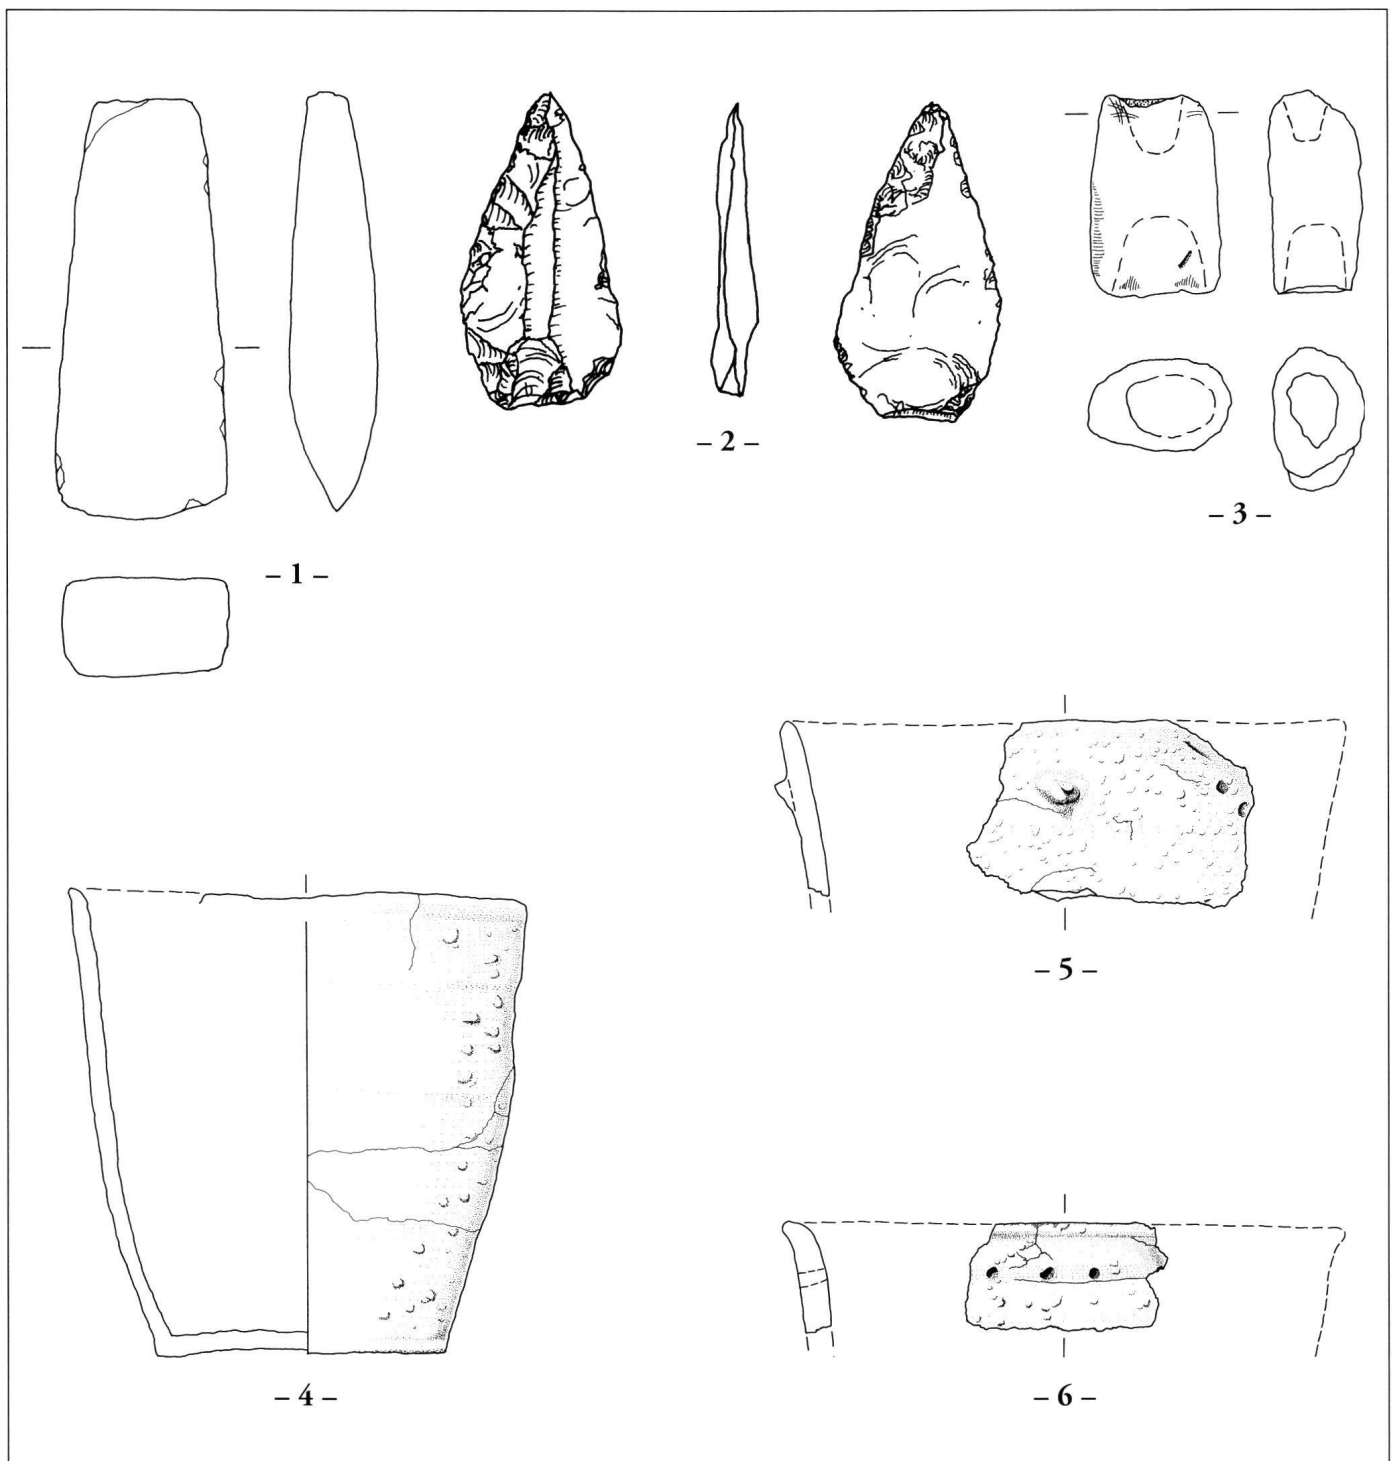 – 2 –
– 3 –
– 1 –
– 5 –
– 4 –
– 6 –